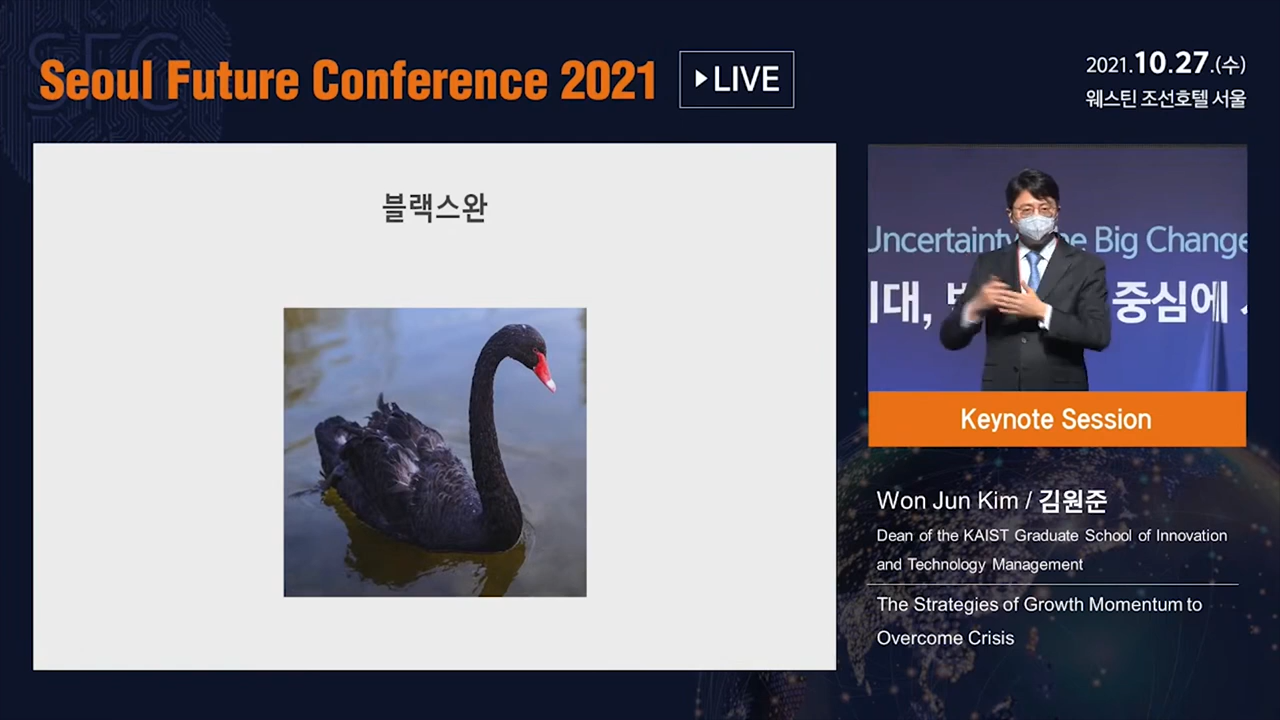 Seoul Future Conference 2021
LIVE
2021.10.27.(수)
웨스틴 조선호텔 서울
블랙스완
Uncertainty
Big Change
중심에
Keynote Session
Won Jun Kim / 김원준
Dean of the KAIST Graduate School of Innovation
and Technology Management
The Strategies of Growth Momentum to
Overcome Crisis